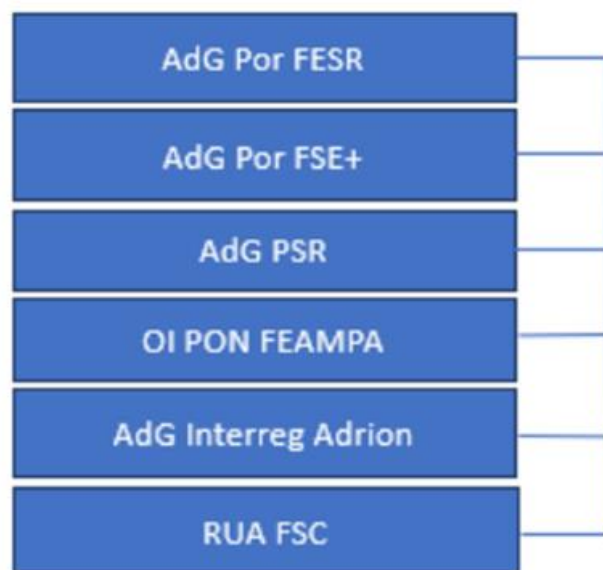 AdG Por FESR
AdG Por FSE+
AdG PSR
OI PON FEAMPA
AdG Interreg Adrion
RUA FSC